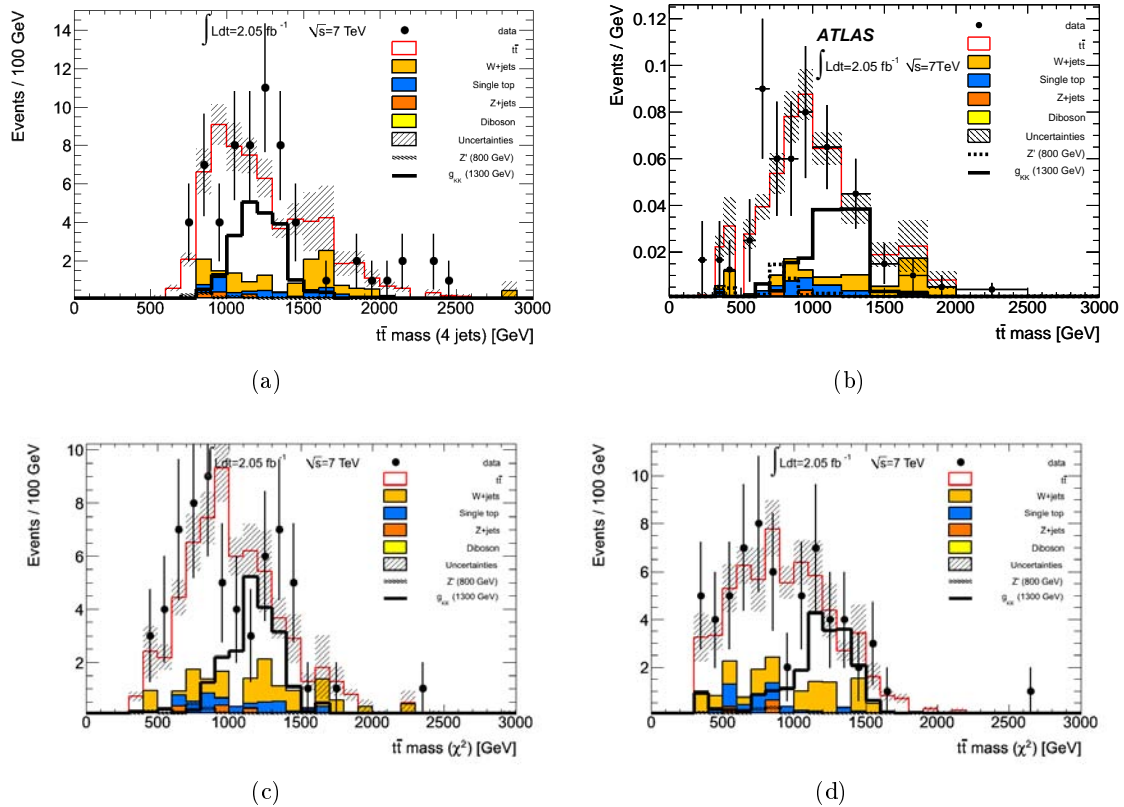 Events / 100 GeV
14
12
10
8
6
4
2
0 500 1000 1500 2000 2500 3000
tt̄ mass (4 jets) [GeV]
∫ Ldt=2.05 fb⁻¹ √s=7 TeV
data
tt̄
W+jets
Single top
Z+jets
Diboson
Uncertainties
Z' (800 GeV)
g_KK (1300 GeV)
(a)
Events / GeV
0.12
0.1
0.08
0.06
0.04
0.02
0 500 1000 1500 2000 2500 3000
tt̄ mass [GeV]
ATLAS
∫ Ldt=2.05 fb⁻¹ √s=7TeV
data
tt̄
W+jets
Single top
Z+jets
Diboson
Uncertainties
Z' (800 GeV)
g_KK (1300 GeV)
(b)
Events / 100 GeV
10
8
6
4
2
0 500 1000 1500 2000 2500 3000
tt̄ mass (χ²) [GeV]
∫ Ldt=2.05 fb⁻¹ √s=7 TeV
data
tt̄
W+jets
Single top
Z+jets
Diboson
Uncertainties
Z' (800 GeV)
g_KK (1300 GeV)
(c)
Events / 100 GeV
10
8
6
4
2
0 500 1000 1500 2000 2500 3000
tt̄ mass (χ²) [GeV]
∫ Ldt=2.05 fb⁻¹ √s=7 TeV
data
tt̄
W+jets
Single top
Z+jets
Diboson
Uncertainties
Z' (800 GeV)
g_KK (1300 GeV)
(d)